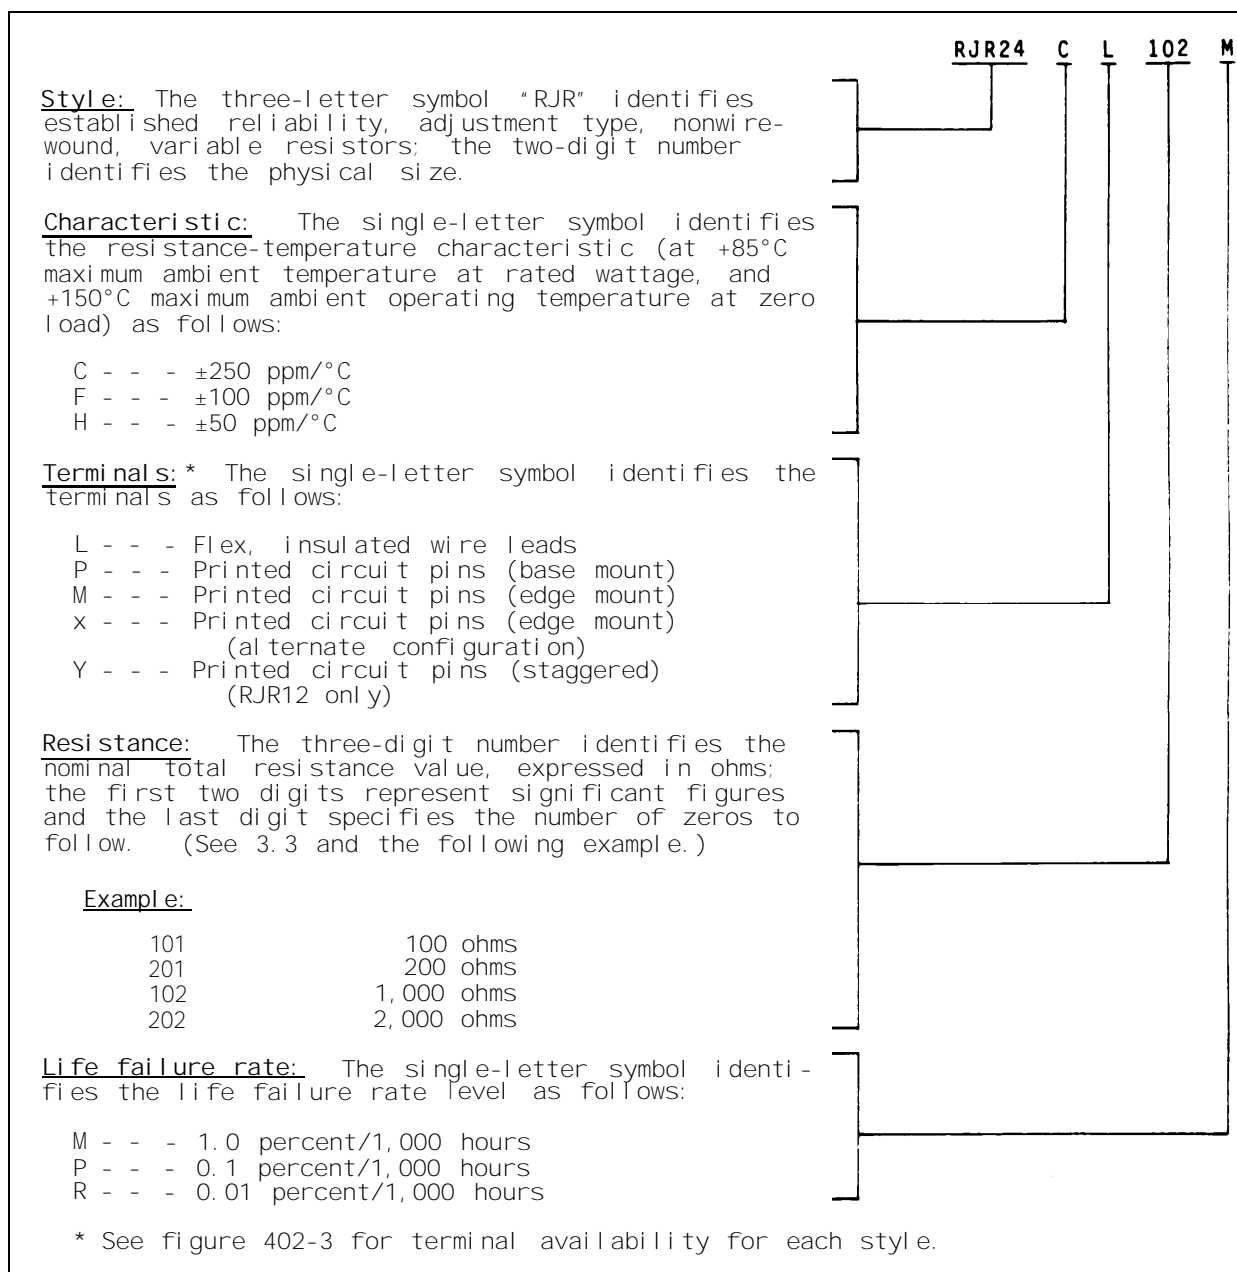 RJR24 C L 102 M
Style: The three-letter symbol "RJR" identifies
established reliability, adjustment type, nonwire-
wound, variable resistors; the two-digit number
identifies the physical size.
Characteristic: The single-letter symbol identifies
the resistance-temperature characteristic (at +85°C
maximum ambient temperature at rated wattage, and
+150°C maximum ambient operating temperature at zero
load) as follows:
C - - - ±250 ppm/°C
F - - - ±100 ppm/°C
H - - - ±50 ppm/°C
Terminals:* The single-letter symbol identifies the
terminals as follows:
L - - - Flex, insulated wire leads
P - - - Printed circuit pins (base mount)
M - - - Printed circuit pins (edge mount)
x - - - Printed circuit pins (edge mount)
(alternate configuration)
Y - - - Printed circuit pins (staggered)
(RJR12 only)
Resistance: The three-digit number identifies the
nominal total resistance value, expressed in ohms;
the first two digits represent significant figures
and the last digit specifies the number of zeros to
follow. (See 3.3 and the following example.)
Example:
101 100 ohms
201 200 ohms
102 1,000 ohms
202 2,000 ohms
Life failure rate: The single-letter symbol identi-
fies the life failure rate level as follows:
M - - - 1.0 percent/1,000 hours
P - - - 0.1 percent/1,000 hours
R - - - 0.01 percent/1,000 hours
* See figure 402-3 for terminal availability for each style.